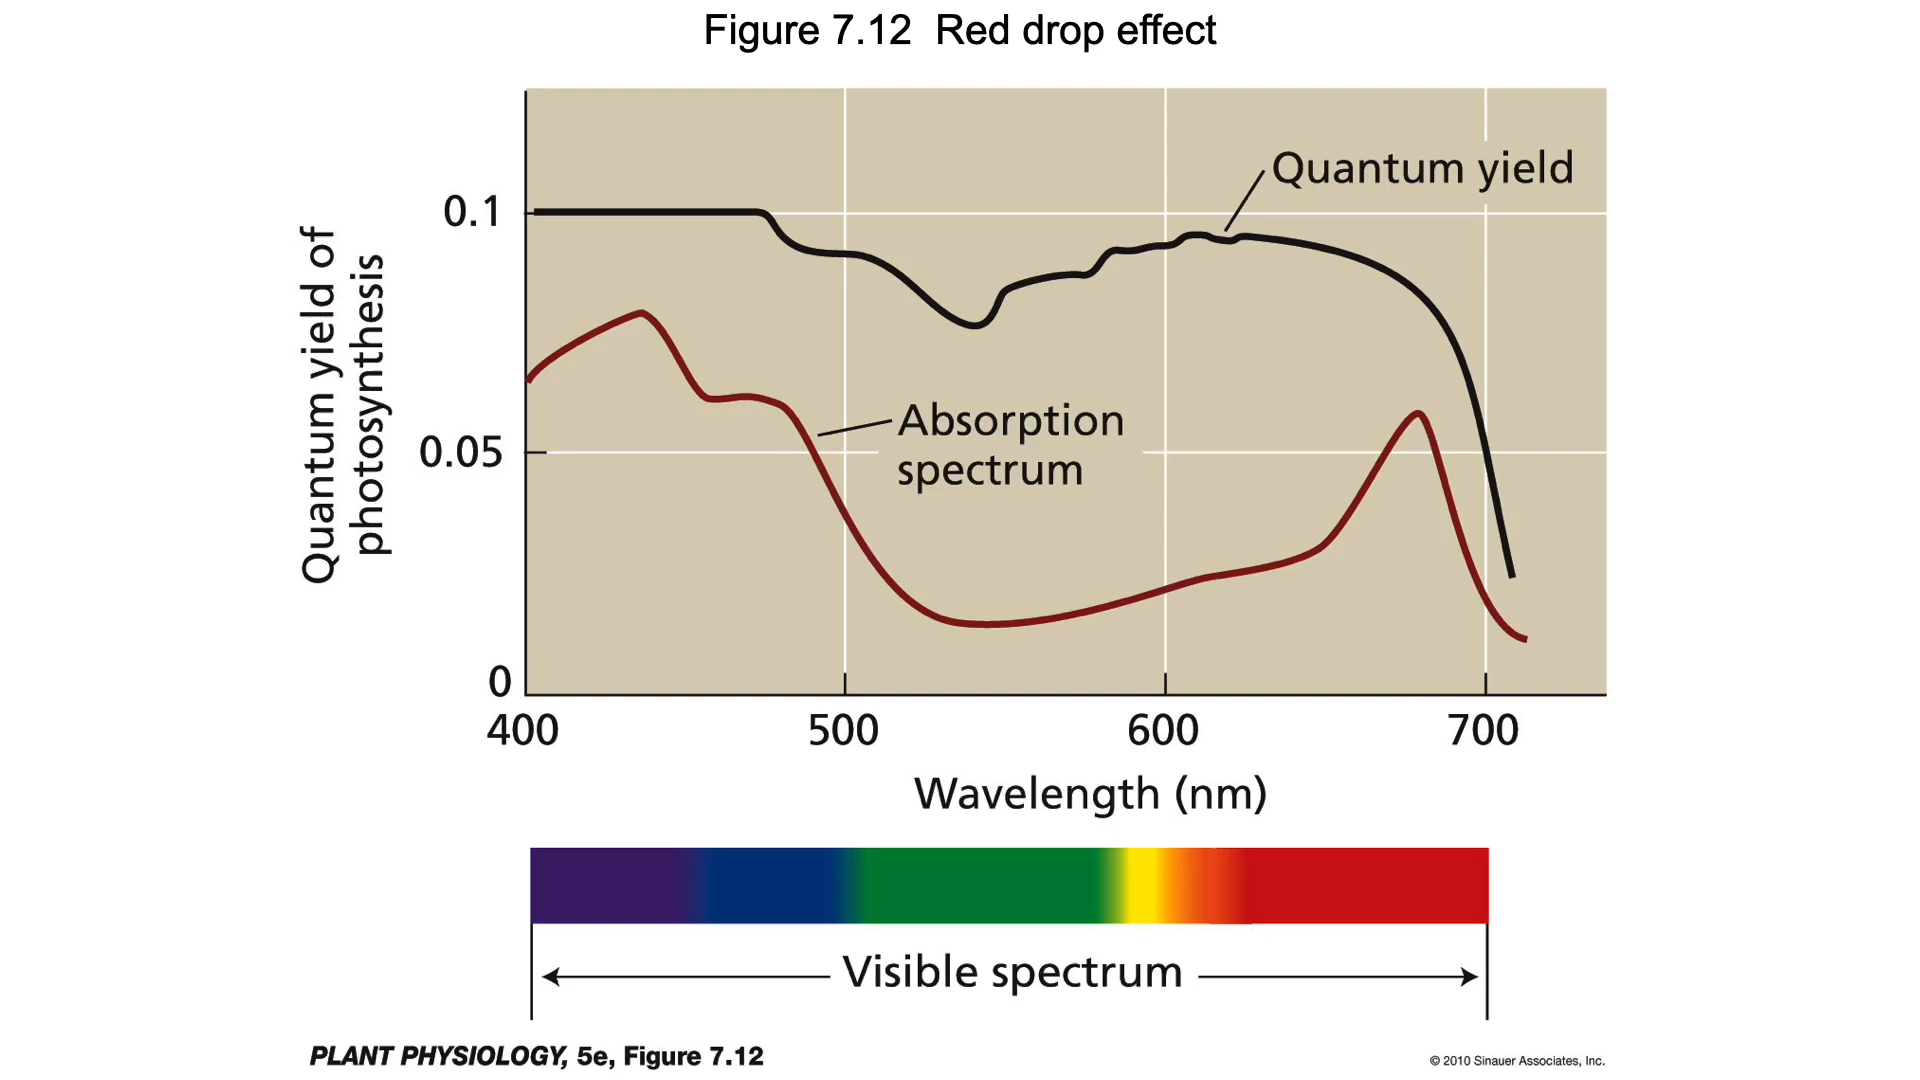 Figure 7.12  Red drop effect
Quantum yield of
photosynthesis
0.1
0.05
0
Quantum yield
Absorption
spectrum
400
500
600
700
Wavelength (nm)
Visible spectrum
PLANT PHYSIOLOGY, 5e, Figure 7.12
© 2010 Sinauer Associates, Inc.